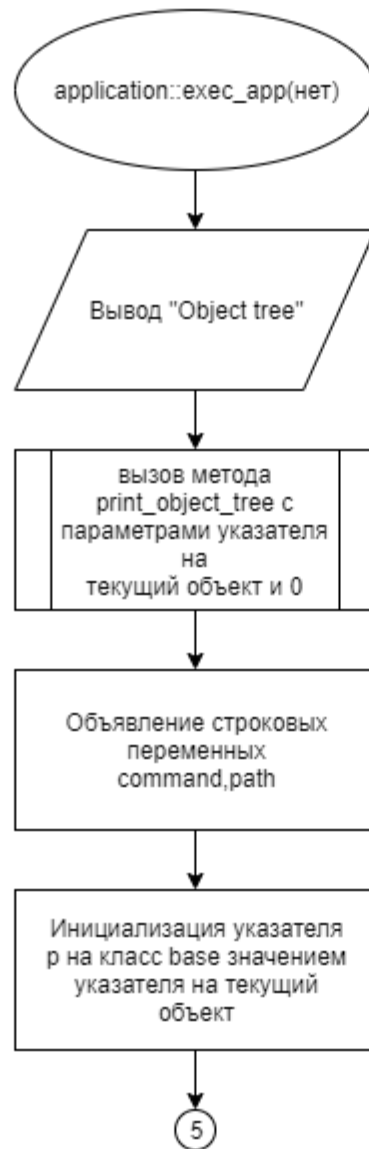 application::exec_app(нет)
Вывод "Object tree"
вызов метода
print_object_tree с
параметрами указателя
на
текущий объект и 0
Объявление строковых
переменных
command,path
Инициализация указателя
p на класс base значением
указателя на текущий
объект
5